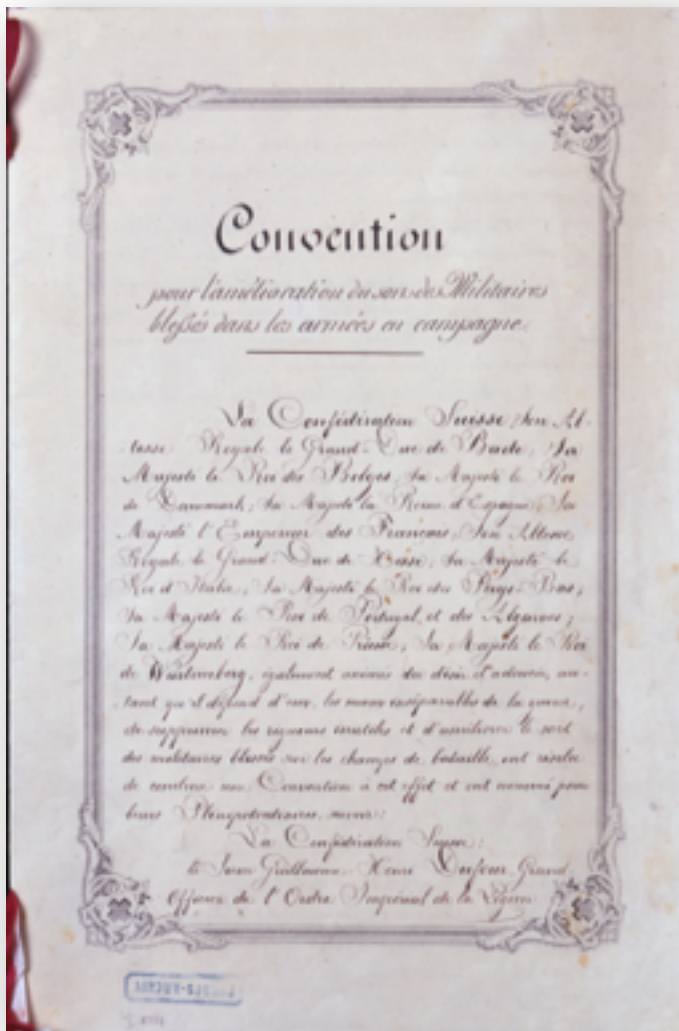 Convention
pour l'amélioration du sort des Militaires
blessés dans les armées en campagne.
La Confédération Suisse, Son Al-
tesse Royale le Grand-Duc de Bade, Sa
Majesté le Roi des Belges, Sa Majesté le Roi
de Danemark, Sa Majesté la Reine d'Espagne, Sa
Majesté l'Empereur des Français, Son Altesse
Royale le Grand-Duc de Hesse, Sa Majesté le
Roi d'Italie, Sa Majesté le Roi des Pays-Bas,
Sa Majesté le Roi de Portugal et des Algarves,
Sa Majesté le Roi de Prusse, Sa Majesté le Roi
de Wurtemberg, également animés du désir d'adoucir, au-
tant que il dépend d'eux, les maux inséparables de la guerre,
de supprimer les rigueurs inutiles et d'améliorer le sort
des militaires blessés sur les champs de bataille, ont résolu
de conclure une Convention à cet effet et ont nommé pour
leurs Plénipotentiaires, savoir:
La Confédération Suisse:
le Sieur Guillaume-Henri Dufour, Grand
Officier de l'Ordre Impérial de la Légion